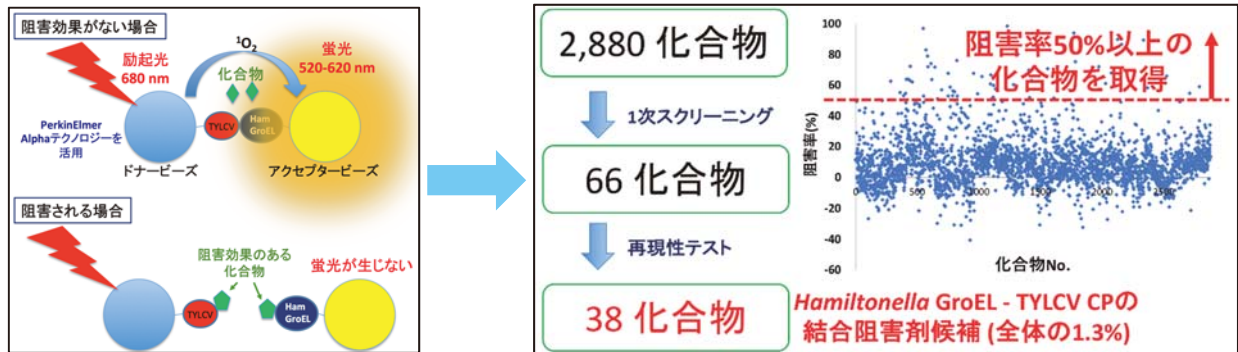 阻害効果がない場合
励起光
680 nm
¹O₂
化合物
蛍光
520-620 nm
TYLCV
Ham
GroEL
PerkinElmer
Alphaテクノロジーを
活用
ドナービーズ
アクセプタービーズ
阻害される場合
阻害効果のある
化合物
蛍光が生じない
TYLCV
Ham
GroEL
2,880 化合物
1次スクリーニング
66 化合物
再現性テスト
38 化合物
阻害率50%以上の
化合物を取得
阻害率(%)
100
80
60
40
20
0
-20
-40
-60
0
500
1000
1500
2000
2500
化合物No.
Hamiltonella GroEL - TYLCV CPの
結合阻害剤候補 (全体の1.3%)